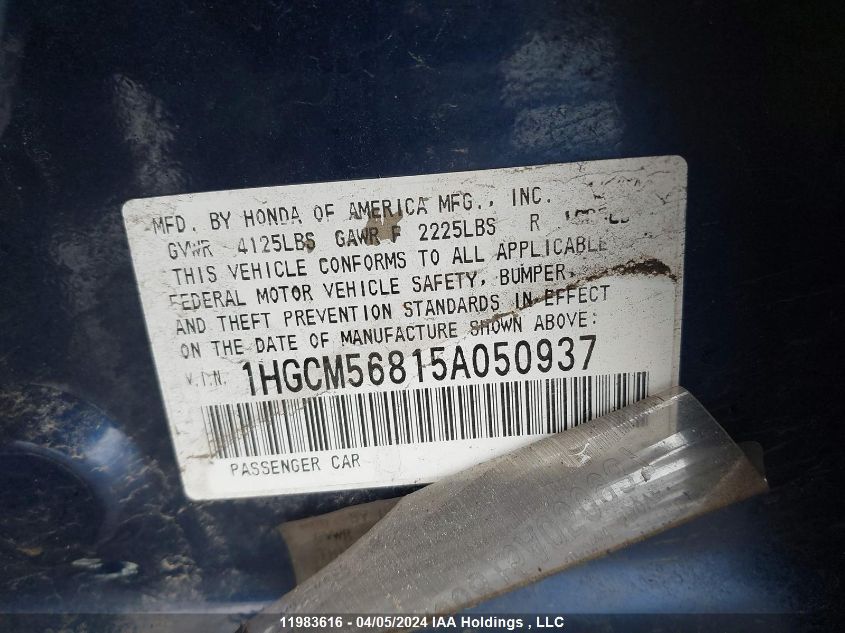 MFD. BY HONDA OF AMERICA MFG., INC.
GVWR 4125LBS GAWR F 2225LBS R
THIS VEHICLE CONFORMS TO ALL APPLICABLE
FEDERAL MOTOR VEHICLE SAFETY, BUMPER,
AND THEFT PREVENTION STANDARDS IN EFFECT
ON THE DATE OF MANUFACTURE SHOWN ABOVE:
V.I.N. 1HGCM56815A050937
PASSENGER CAR
11983616 - 04/05/2024 IAA Holdings , LLC